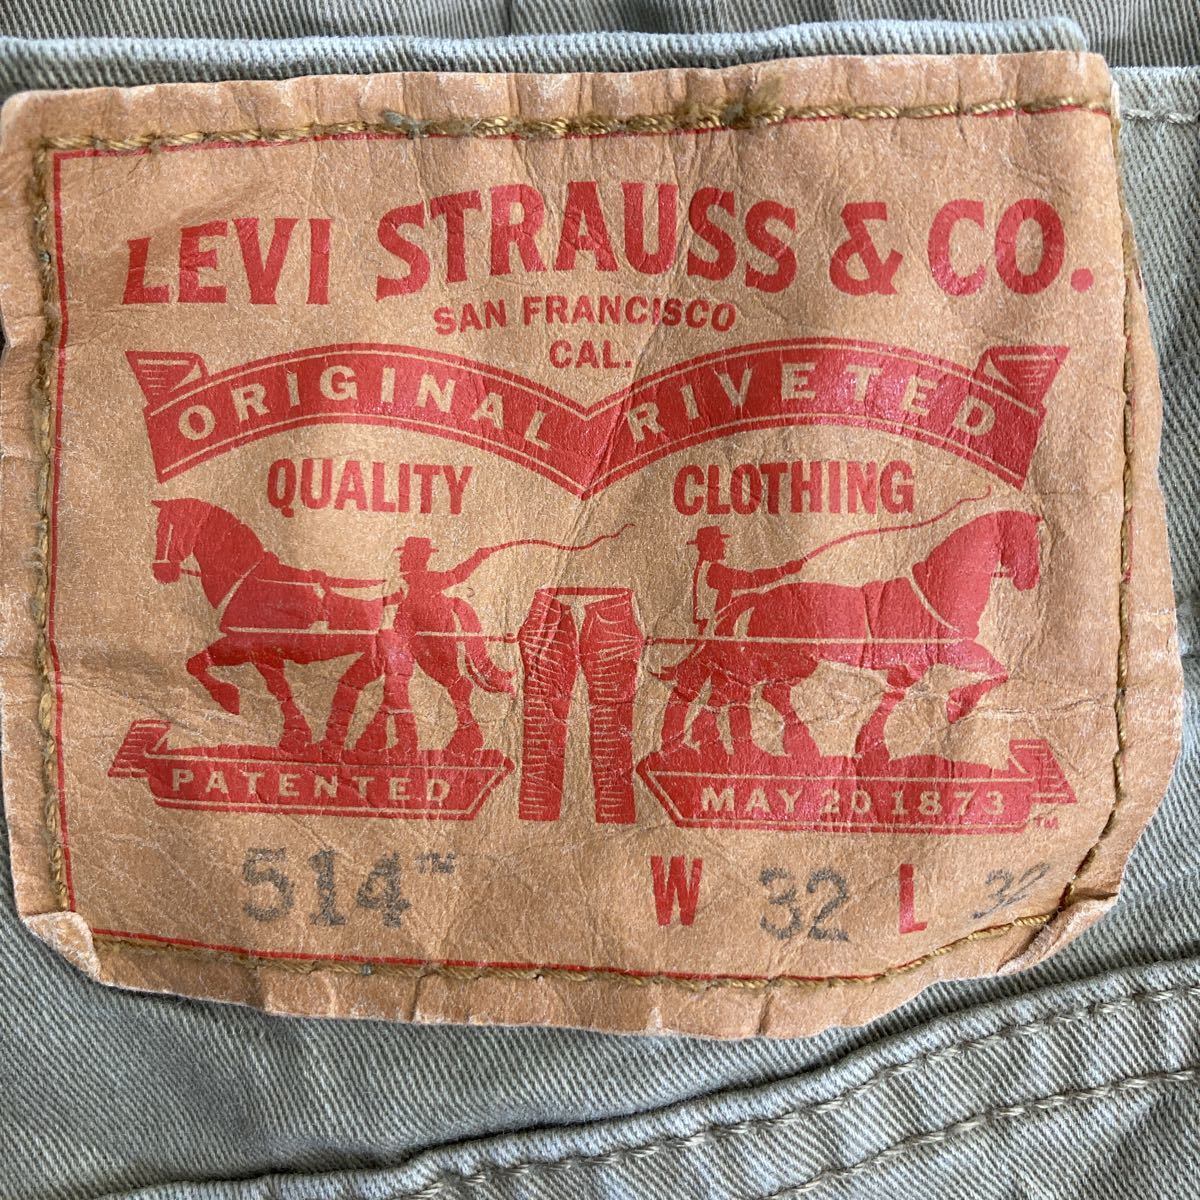 LEVI STRAUSS & CO.
SAN FRANCISCO
CAL.
ORIGINAL RIVETED
QUALITY CLOTHING
PATENTED MAY 20 1873 ™
514™ W 32 L 32